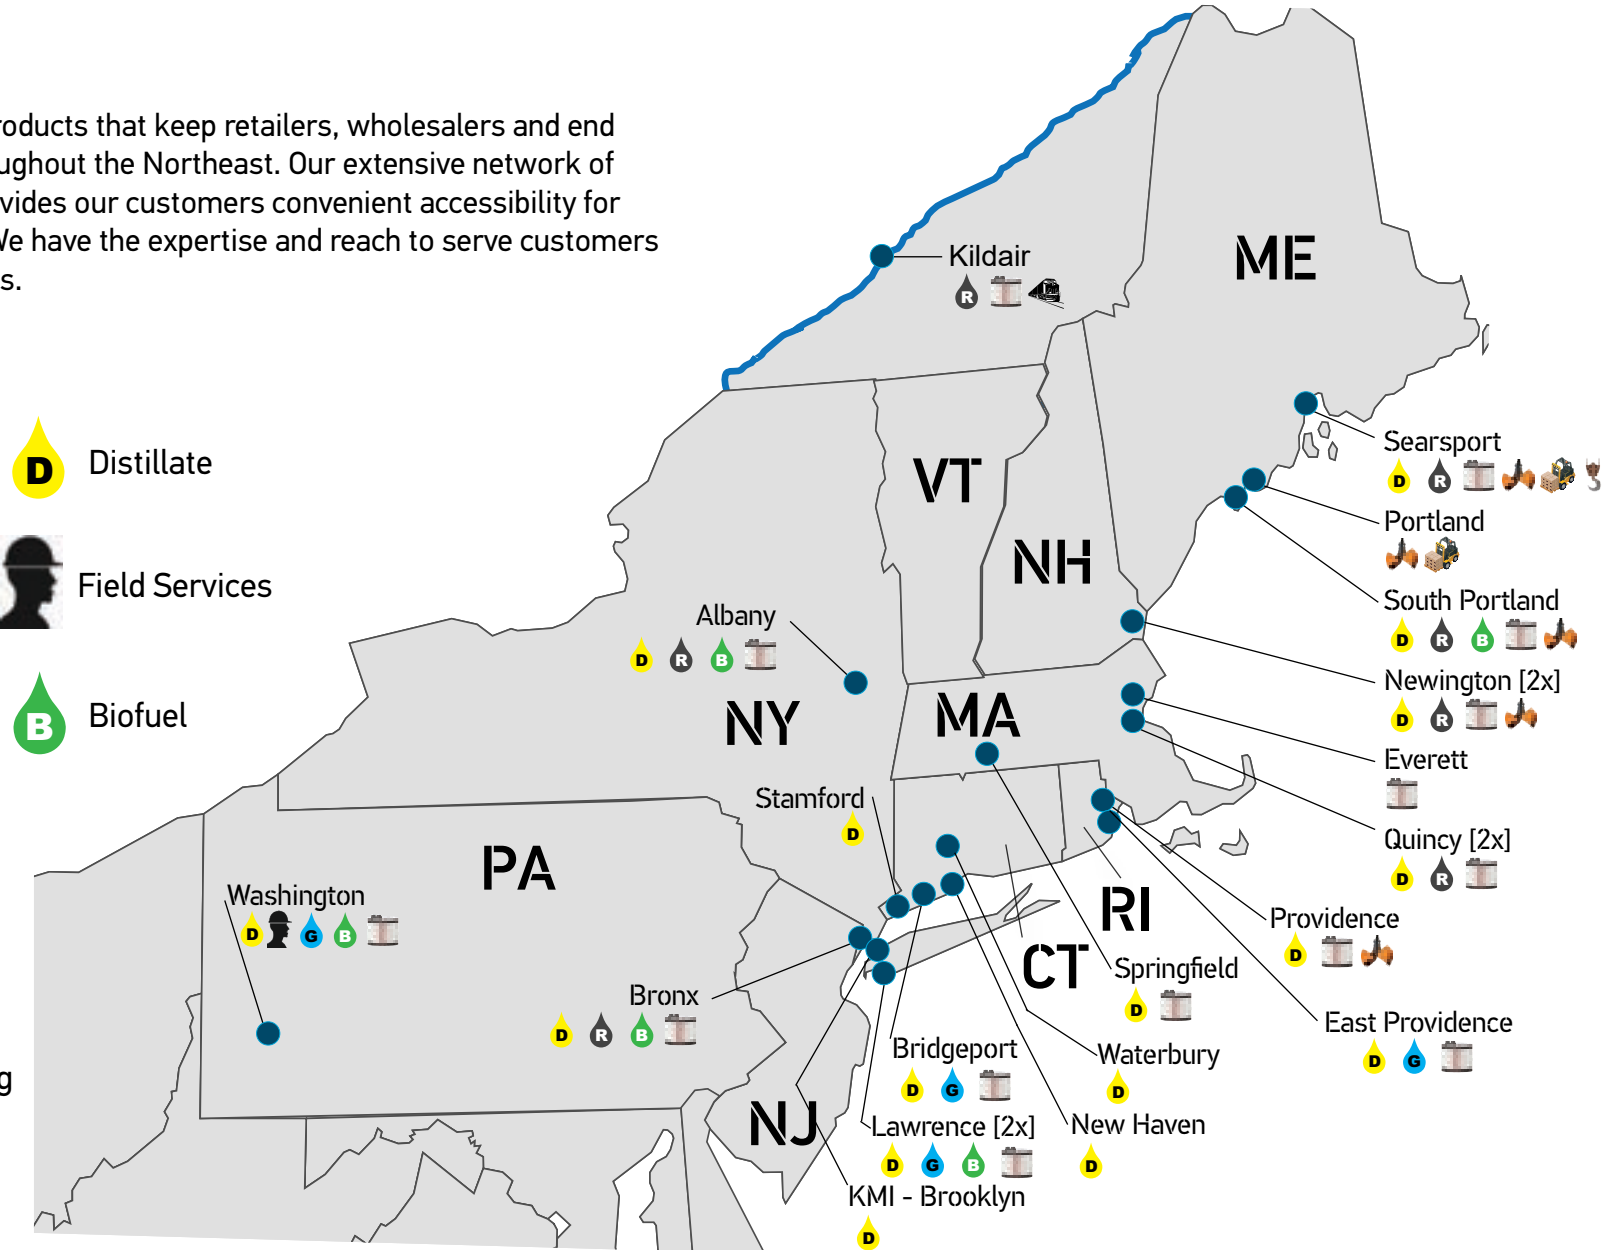 roducts that keep retailers, wholesalers and end
ughout the Northeast. Our extensive network of
vides our customers convenient accessibility for
We have the expertise and reach to serve customers
s.
D Distillate
Field Services
B Biofuel
g
ME
VT
NH
NY
MA
PA
RI
CT
NJ
Kildair
R
Searsport
D R
Portland
South Portland
D R B
Newington [2x]
D R
Everett
Quincy [2x]
D R
Albany
D R B
Stamford
D
Washington
D G B
Bronx
D R B
Providence
D
Springfield
D
East Providence
D G
Bridgeport
D G
Waterbury
D
Lawrence [2x]
D G B
New Haven
D
KMI - Brooklyn
D